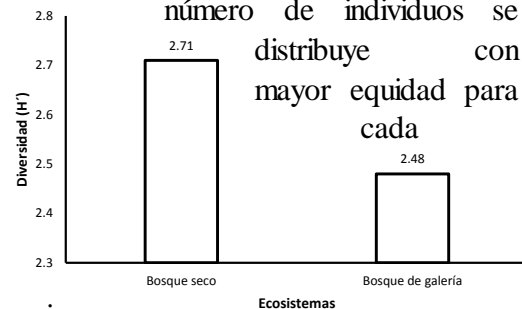 número de individuos se
distribuye con
mayor equidad para
cada
2.8
2.7
2.6
2.5
2.4
2.3
Diversidad (H´)
2.71
2.48
Bosque seco
Bosque de galería
.
Ecosistemas